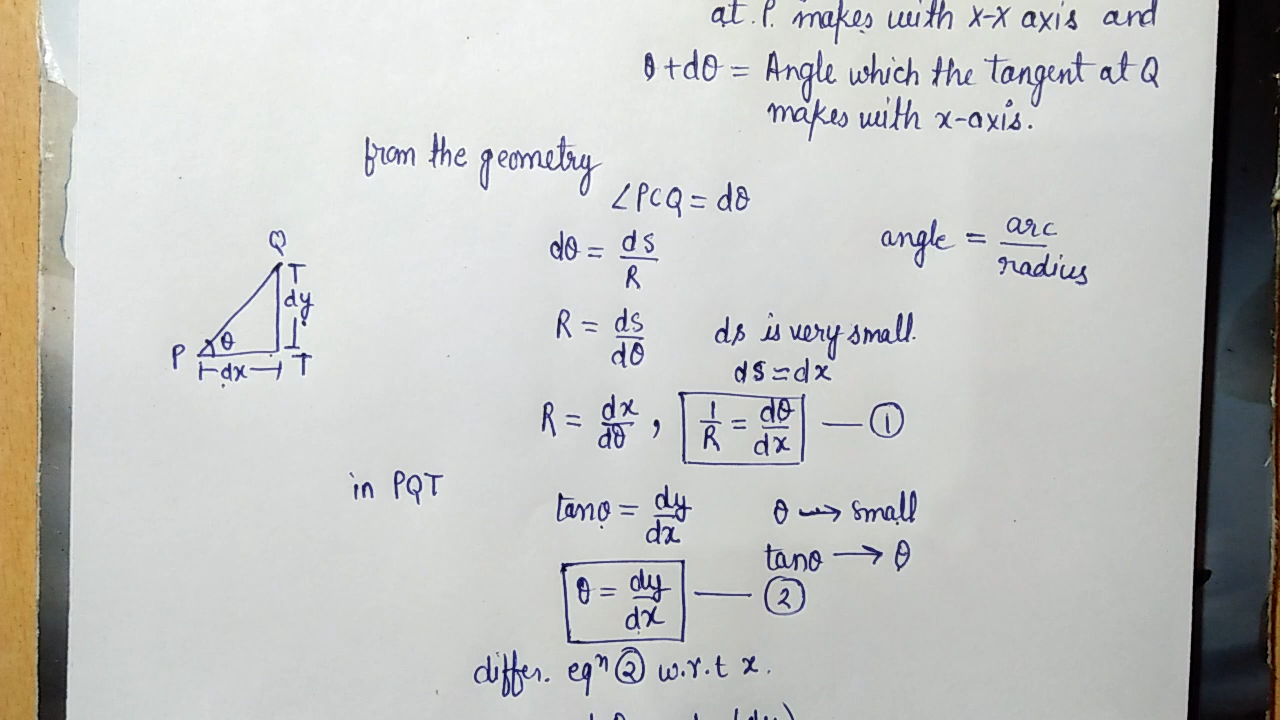 at. P. makes with x-x axis and
θ+dθ = Angle which the tangent at Q
makes with x-axis.
from the geometry
∠PCQ = dθ
dθ = ds/R
angle = arc/radius
Q
T
dy
θ
P
dx
T
R = ds/dθ
ds is very small.
ds = dx
R = dx/dθ , 1/R = dθ/dx — ①
in PQT
tanθ = dy/dx
θ → small
tanθ → θ
θ = dy/dx — ②
differ. eqⁿ ② w.r.t x.